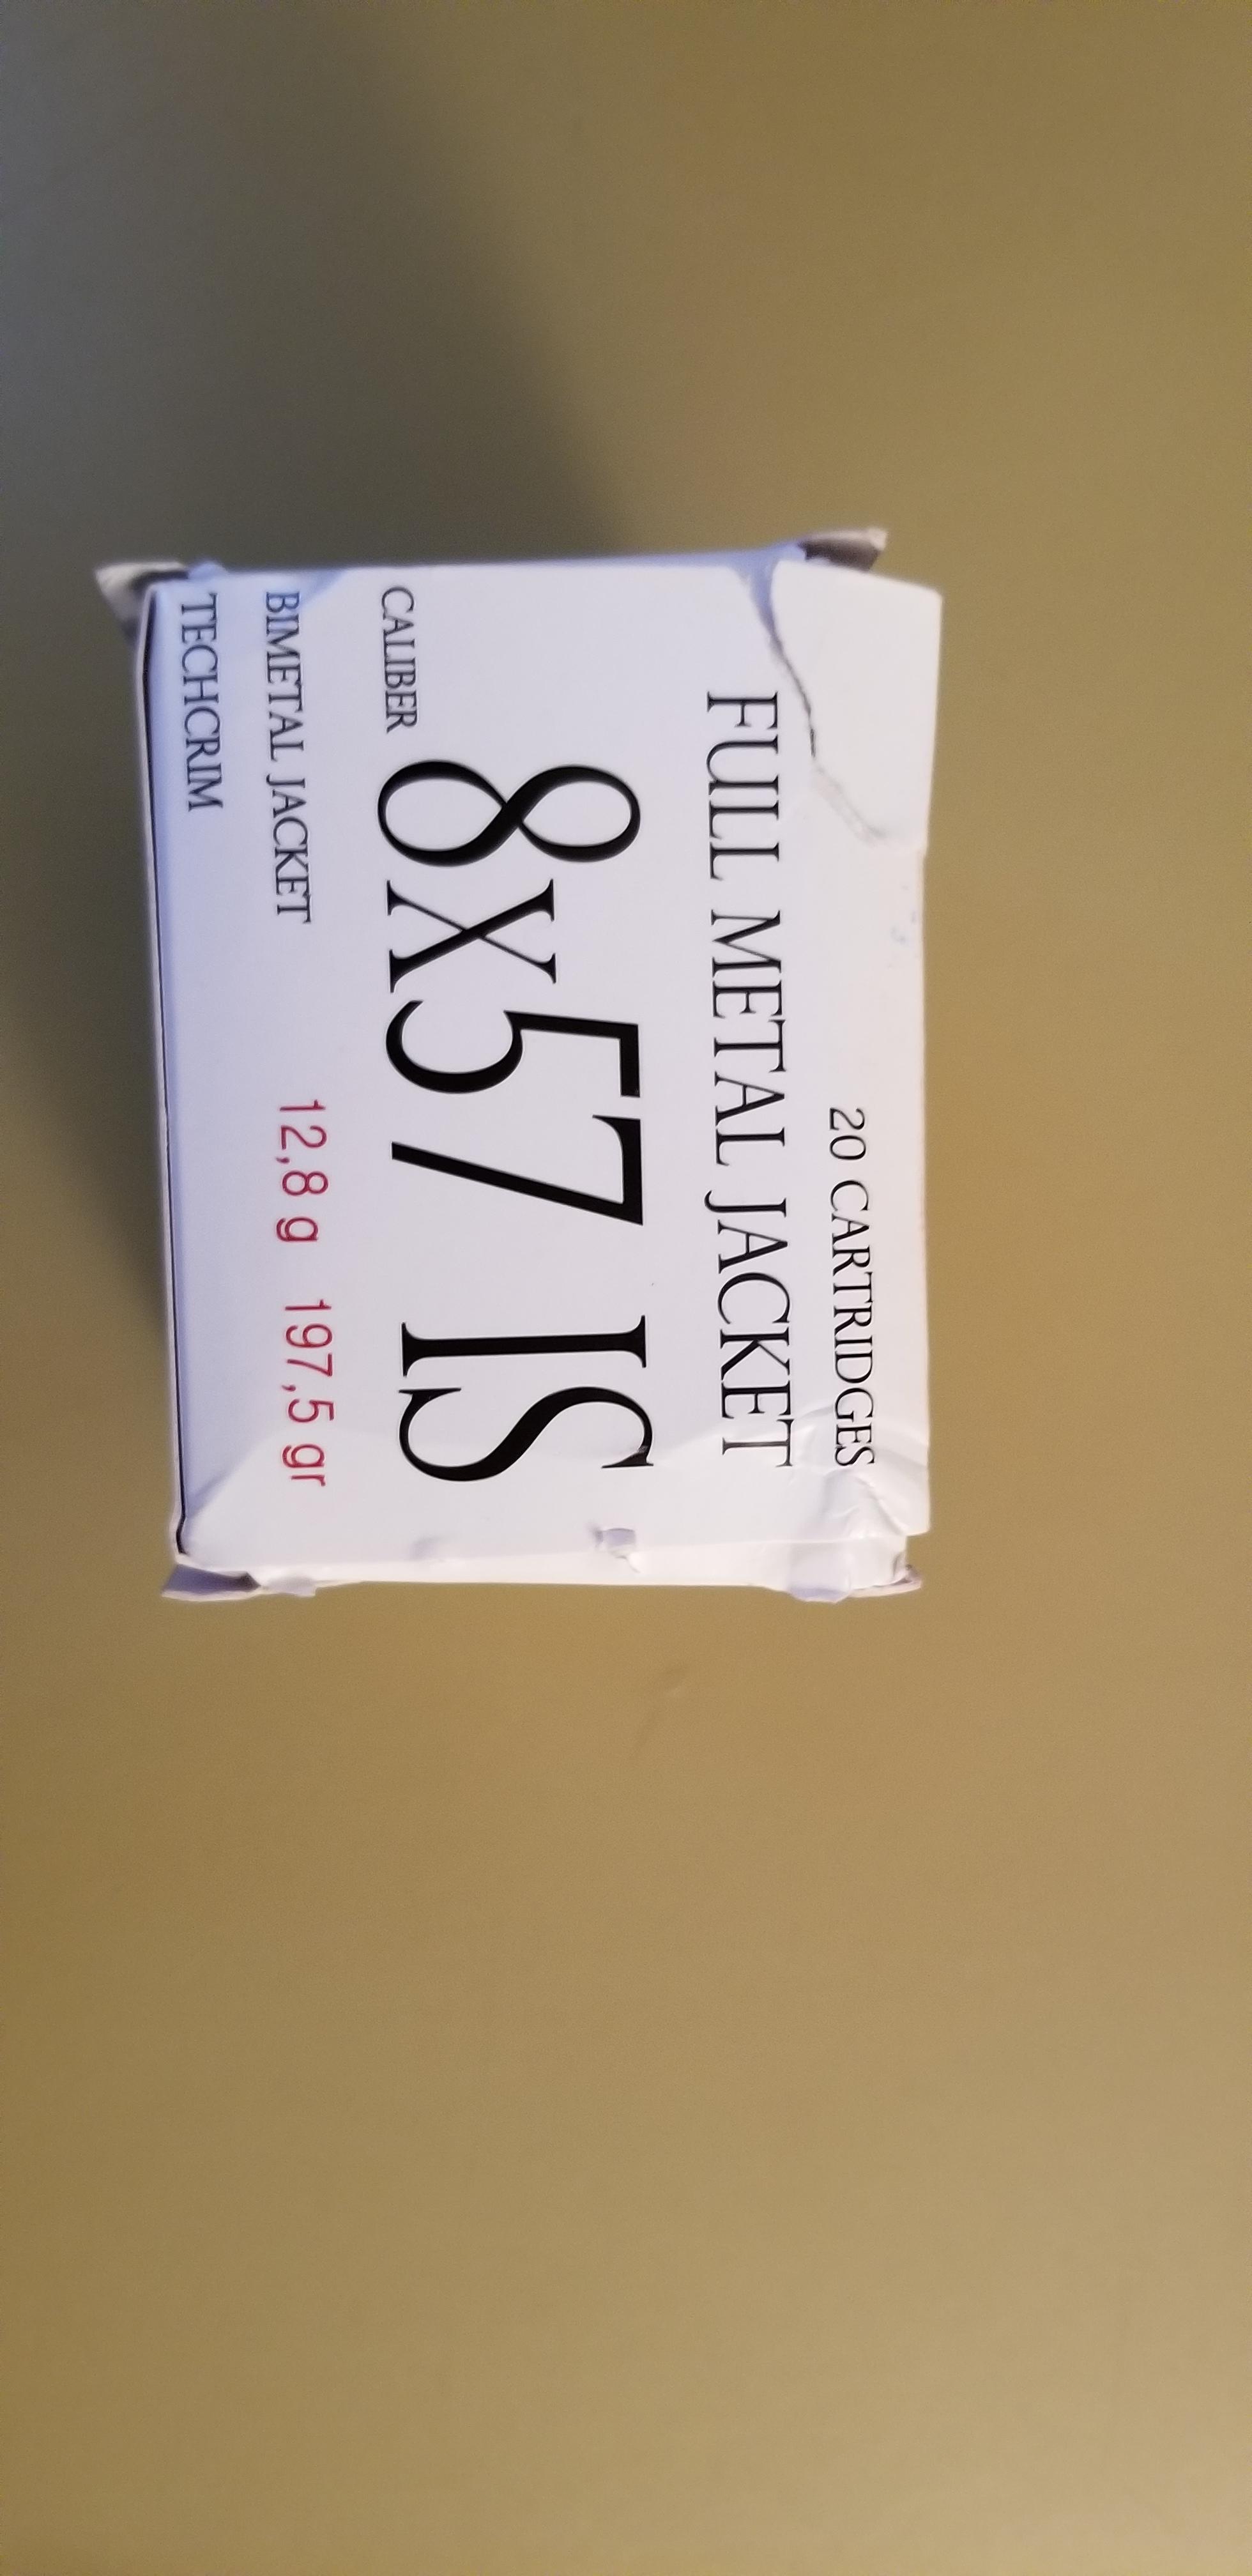 20 CARTRIDGES
FULL METAL JACKET
CALIBER 8X57 IS
BIMETAL JACKET 12,8 g 197,5 gr
TECHCRIM